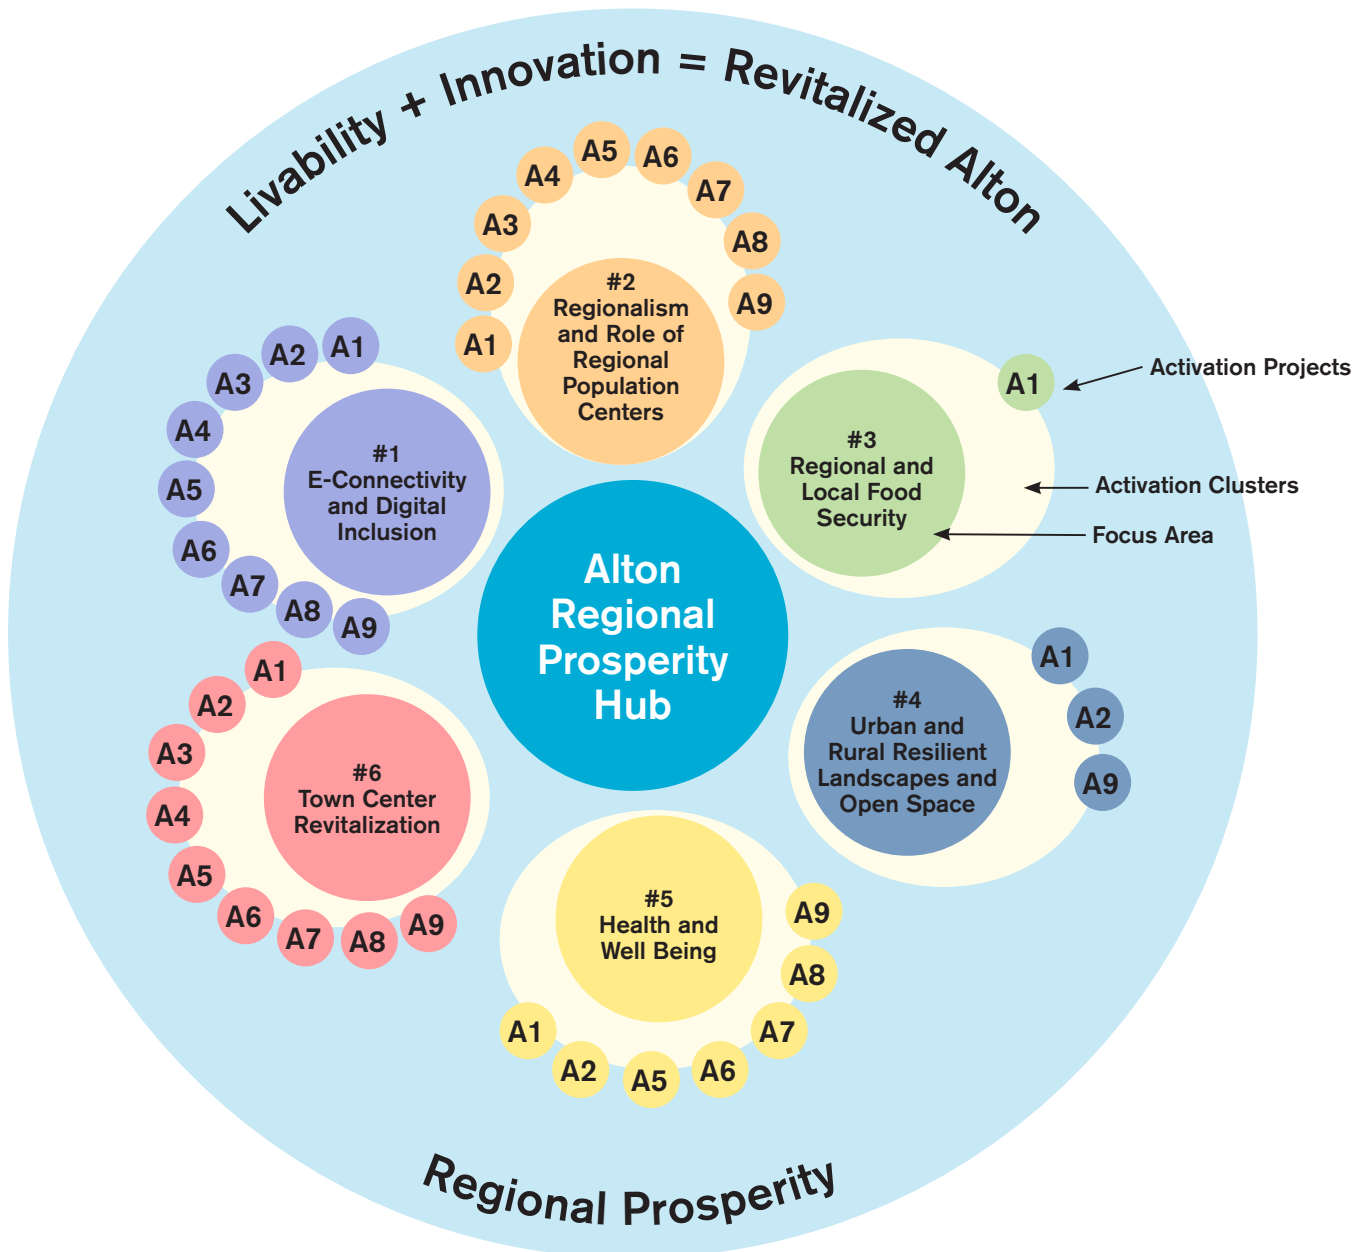 Livability + Innovation = Revitalized Alton
A1
A2
A3
A4
A5
A6
A7
A8
A9
#2
Regionalism
and Role of
Regional
Population
Centers
A1
A2
A3
A4
A5
A6
A7
A8
A9
#1
E-Connectivity
and Digital
Inclusion
A1
#3
Regional and
Local Food
Security
Activation Projects
Activation Clusters
Focus Area
Alton
Regional
Prosperity
Hub
A1
A2
A9
#4
Urban and
Rural Resilient
Landscapes and
Open Space
A1
A2
A3
A4
A5
A6
A7
A8
A9
#6
Town Center
Revitalization
#5
Health and
Well Being
A1
A2
A5
A6
A7
A8
A9
Regional Prosperity